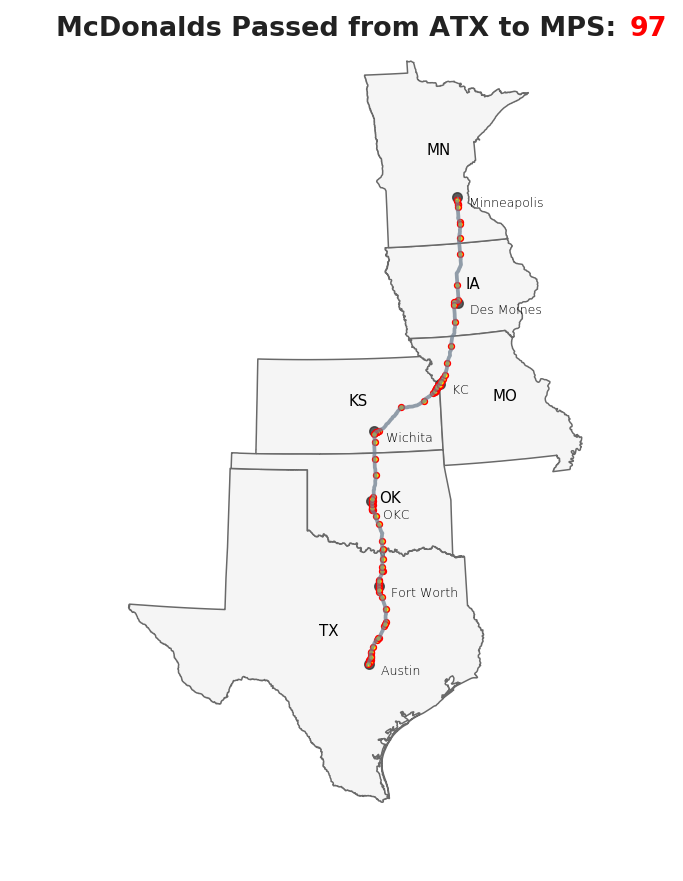 McDonalds Passed from ATX to MPS: 97
MN
Minneapolis
IA
Des Moines
KC
KS
MO
Wichita
OK
OKC
Fort Worth
TX
Austin